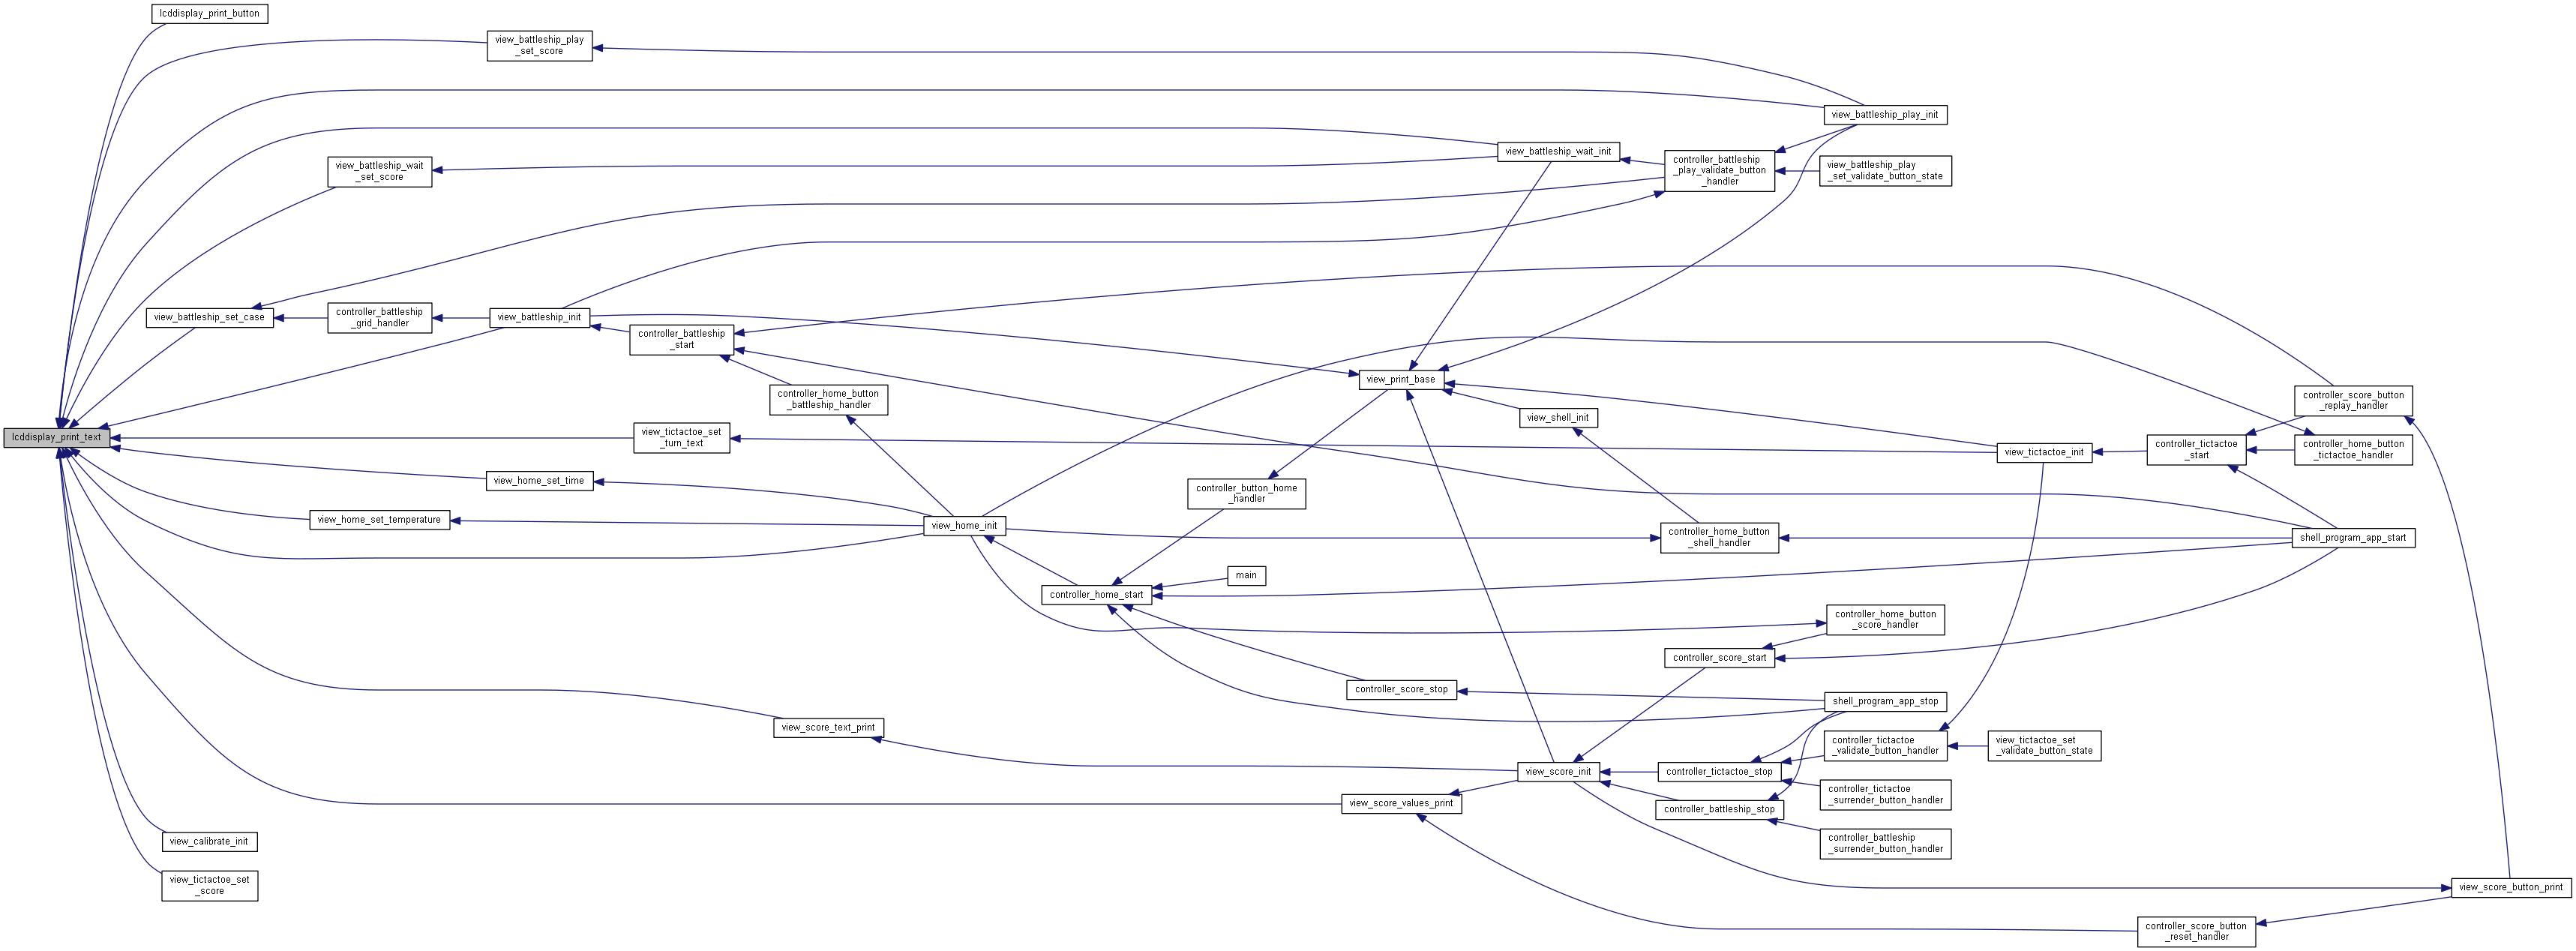 lcddisplay_print_button
view_battleship_play
_set_score
view_battleship_play_init
view_battleship_wait_init
view_battleship_wait
_set_score
controller_battleship
_play_validate_button
_handler
view_battleship_play
_set_validate_button_state
view_battleship_set_case
controller_battleship
_grid_handler
view_battleship_init
controller_battleship
_start
view_print_base
controller_home_button
_battleship_handler
view_shell_init
controller_score_button
_replay_handler
lcddisplay_print_text
view_tictactoe_set
_turn_text
view_tictactoe_init
controller_tictactoe
_start
controller_home_button
_tictactoe_handler
view_home_set_time
controller_button_home
_handler
view_home_set_temperature
view_home_init
controller_home_button
_shell_handler
shell_program_app_start
main
controller_home_start
controller_home_button
_score_handler
controller_score_start
controller_score_stop
shell_program_app_stop
view_score_text_print
controller_tictactoe
_validate_button_handler
view_tictactoe_set
_validate_button_state
view_score_init
controller_tictactoe_stop
controller_tictactoe
_surrender_button_handler
view_score_values_print
controller_battleship_stop
controller_battleship
_surrender_button_handler
view_calibrate_init
view_tictactoe_set
_score
view_score_button_print
controller_score_button
_reset_handler